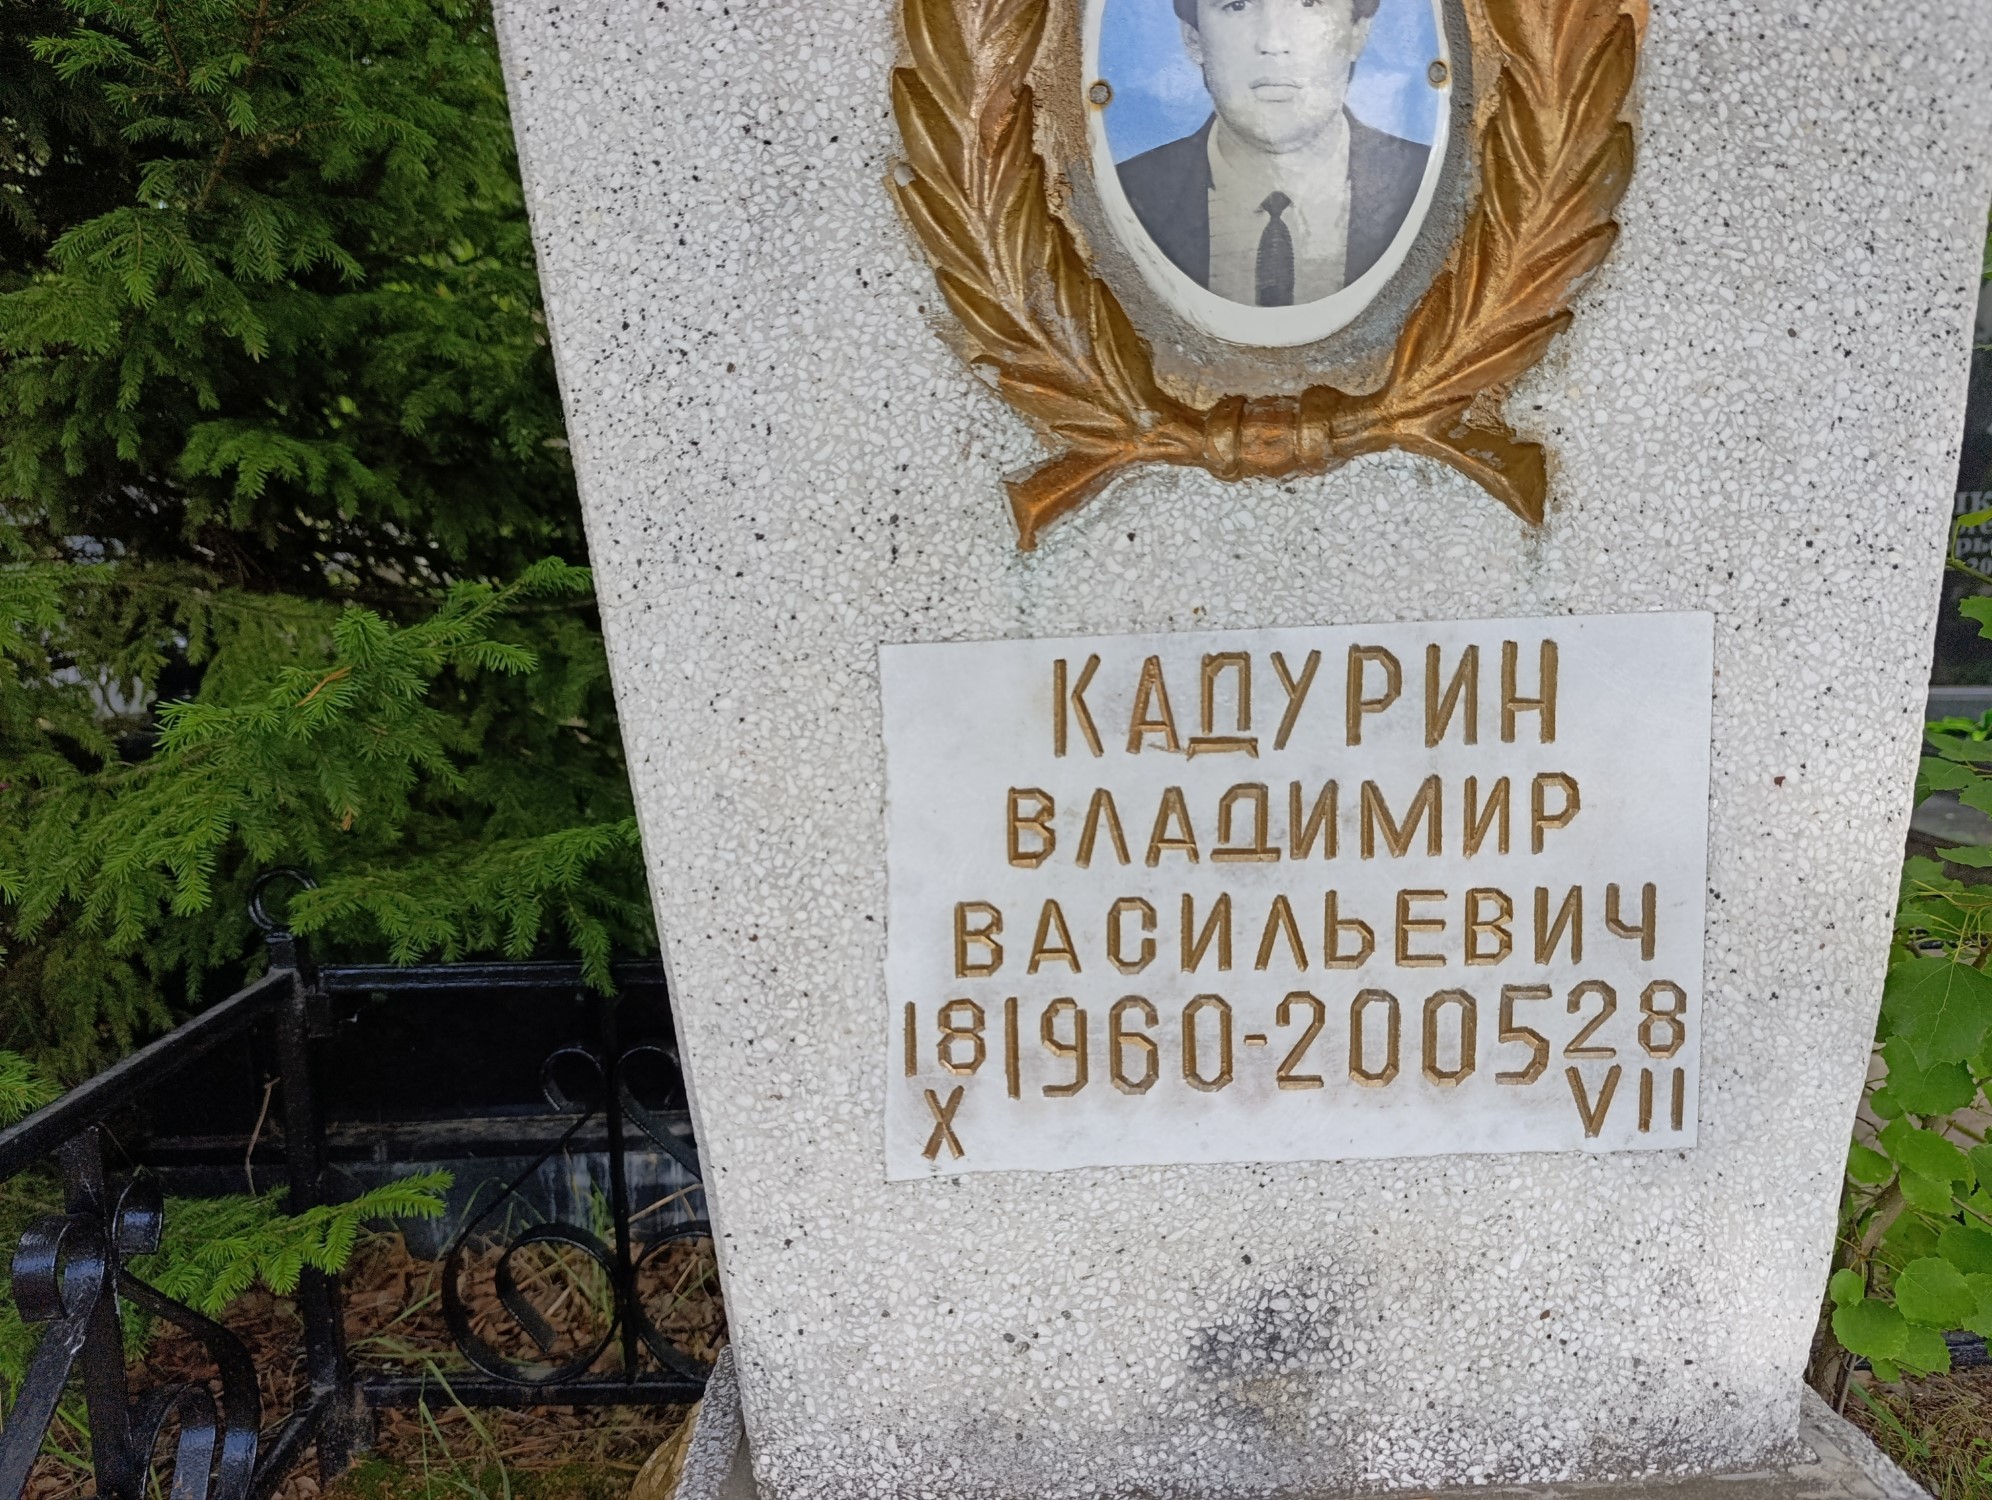 КАДУРИН
ВЛАДИМИР
ВАСИЛЬЕВИЧ
18 1960-2005 28
X VII